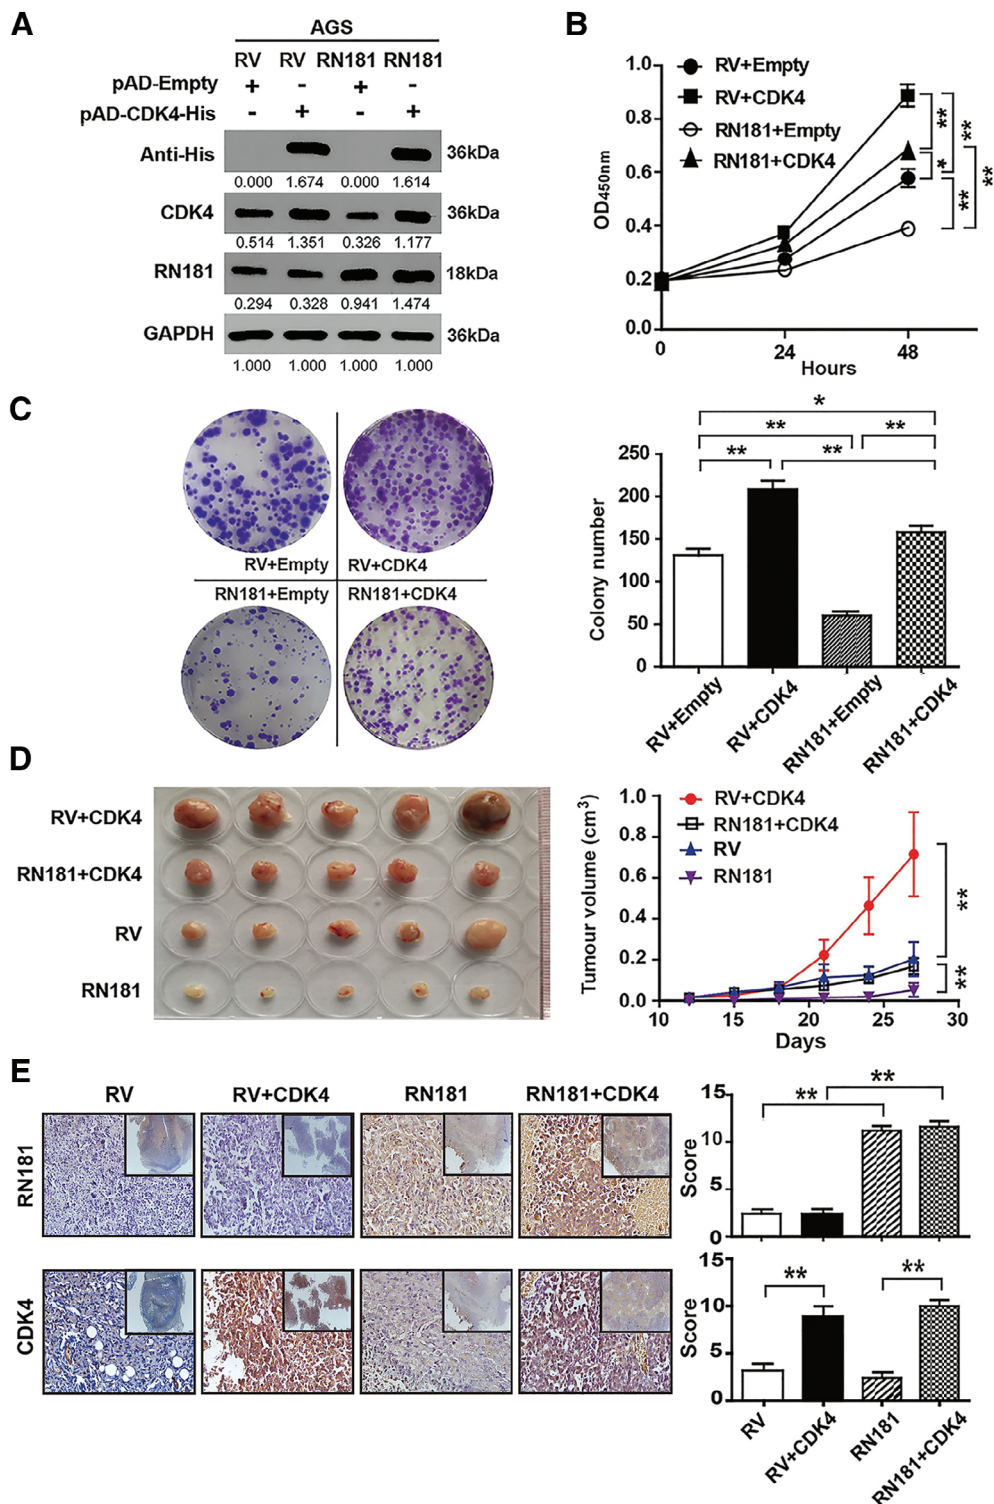 A
AGS
RV RV RN181 RN181
pAD-Empty + - + -
pAD-CDK4-His - + - +
Anti-His 36kDa
0.000 1.674 0.000 1.614
CDK4 36kDa
0.514 1.351 0.326 1.177
RN181 18kDa
0.294 0.328 0.941 1.474
GAPDH 36kDa
1.000 1.000 1.000 1.000
B
RV+Empty
RV+CDK4
RN181+Empty
RN181+CDK4
OD450nm
1.0
0.8
0.6
0.4
0.2
0.0
0 24 48
Hours
** ** * ** **
C
RV+Empty RV+CDK4
RN181+Empty RN181+CDK4
*
** **
** **
Colony number
250
200
150
100
50
0
RV+Empty
RV+CDK4
RN181+Empty
RN181+CDK4
D
RV+CDK4
RN181+CDK4
RV
RN181
RV+CDK4
RN181+CDK4
RV
RN181
Tumour volume (cm3)
1.0
0.8
0.6
0.4
0.2
0.0
10 15 20 25 30
Days
**
**
E
RV RV+CDK4 RN181 RN181+CDK4
RN181
CDK4
Score
15
10
5
0
** **
Score
15
10
5
0
** **
RV
RV+CDK4
RN181
RN181+CDK4